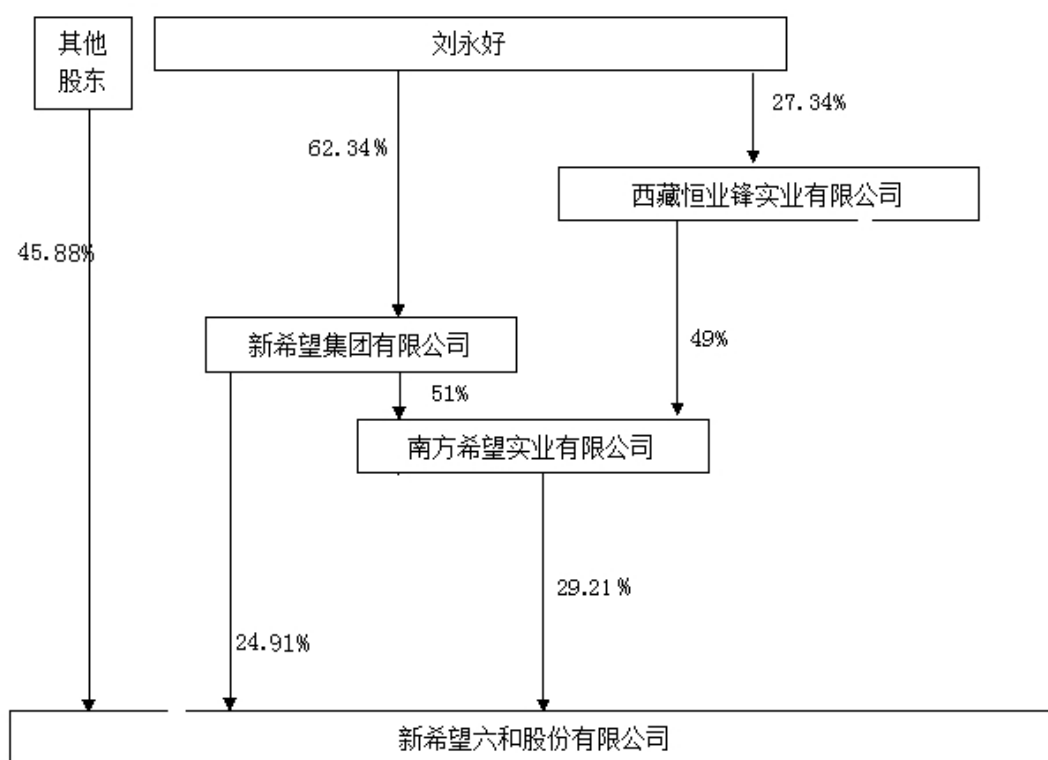 其他
股东
刘永好
27.34%
62.34%
西藏恒业锋实业有限公司
45.88%
新希望集团有限公司
49%
51%
南方希望实业有限公司
29.21%
24.91%
新希望六和股份有限公司